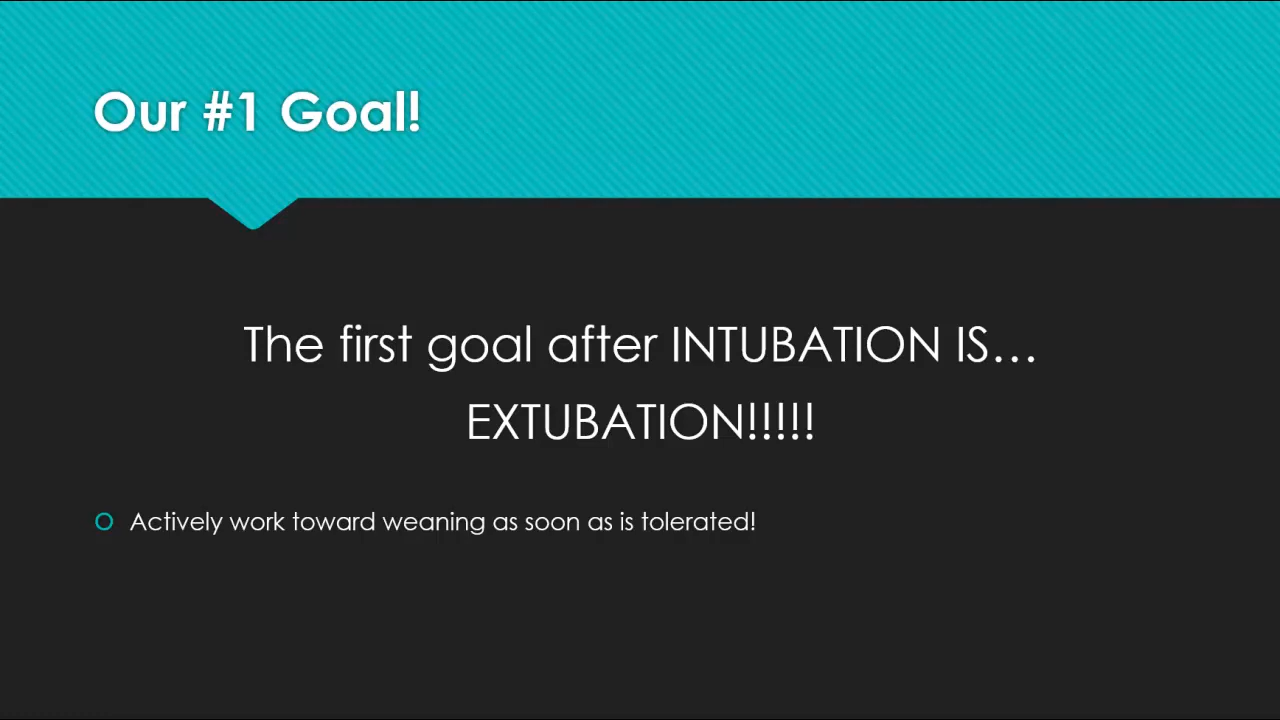 Our #1 Goal!
The first goal after INTUBATION IS…
EXTUBATION!!!!!
Actively work toward weaning as soon as is tolerated!